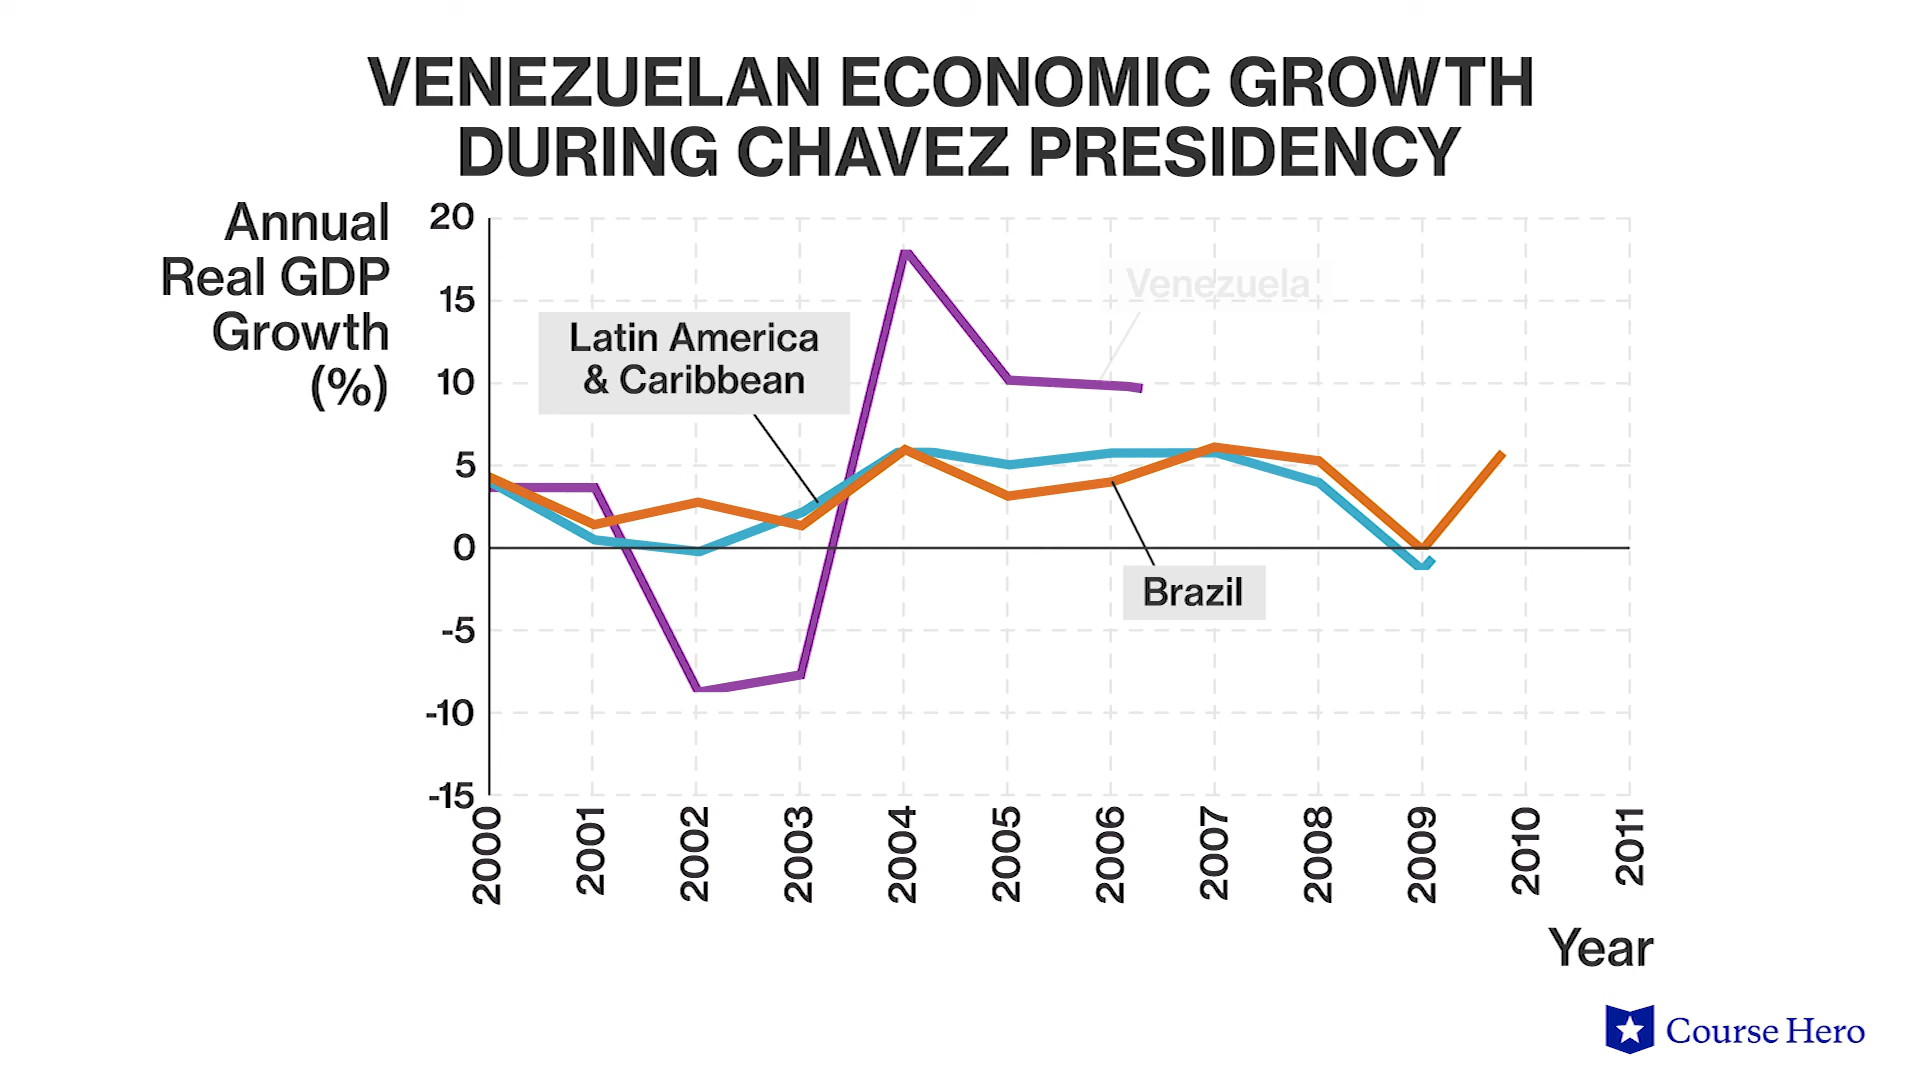 VENEZUELAN ECONOMIC GROWTH
DURING CHAVEZ PRESIDENCY
Annual
Real GDP
Growth
(%)
20
15
10
5
0
-5
-10
-15
Venezuela
Latin America
& Caribbean
Brazil
2000
2001
2002
2003
2004
2005
2006
2007
2008
2009
2010
2011
Year
Course Hero